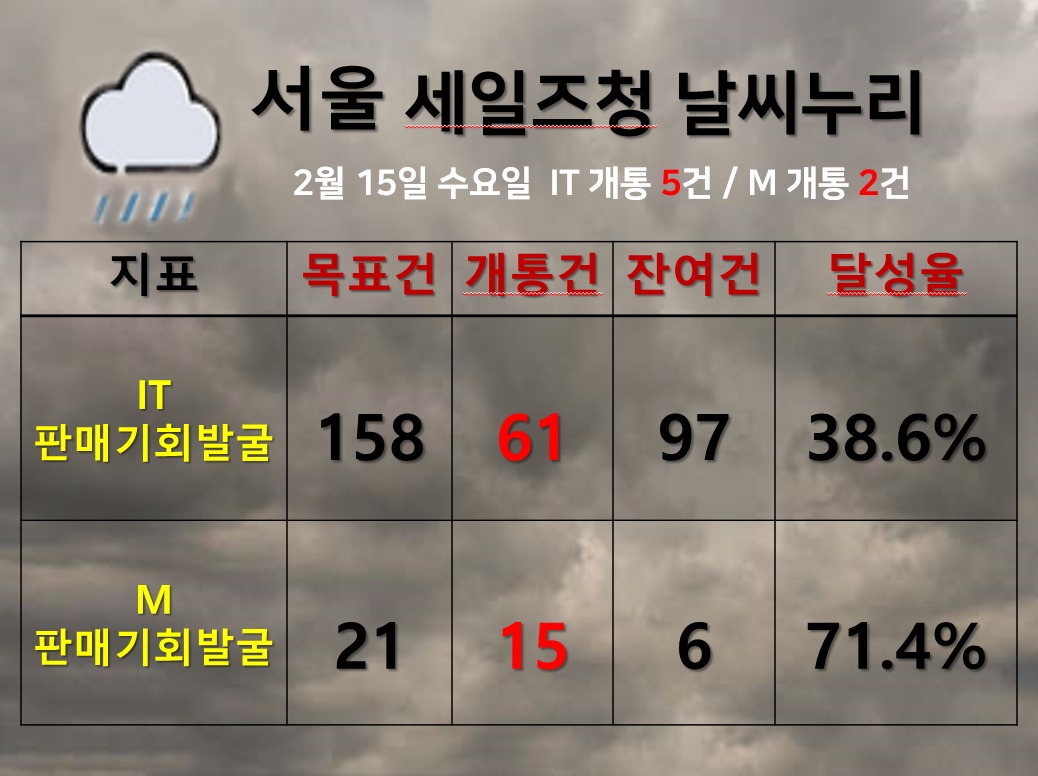 서울 세일즈청 날씨누리
2월 15일 수요일 IT 개통 5건 / M 개통 2건
지표 목표건 개통건 잔여건 달성율
IT
판매기회발굴 158 61 97 38.6%
M
판매기회발굴 21 15 6 71.4%